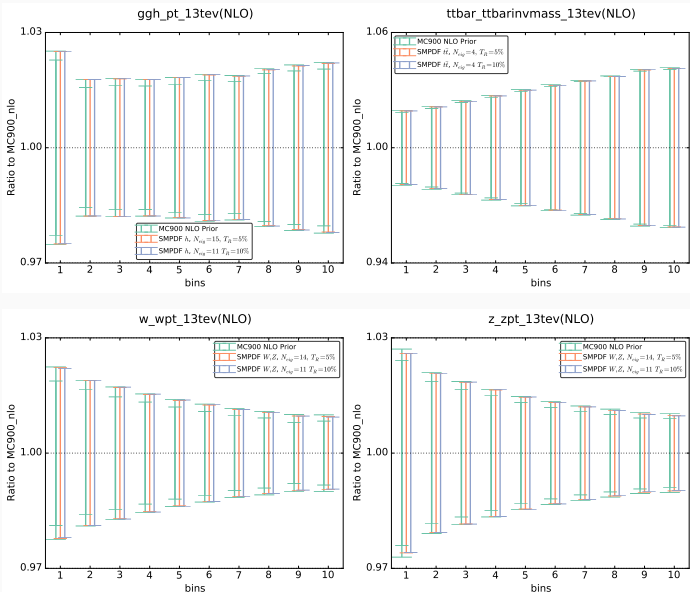 ggh_pt_13tev(NLO)
1.03
1.00
0.97
Ratio to MC900_nlo
MC900 NLO Prior
SMPDF h, N_eig=15, T_R=5%
SMPDF h, N_eig=11 T_R=10%
1 2 3 4 5 6 7 8 9 10
bins
ttbar_ttbarinvmass_13tev(NLO)
1.06
1.00
0.94
Ratio to MC900_nlo
MC900 NLO Prior
SMPDF tt̄, N_eig=4, T_R=5%
SMPDF tt̄, N_eig=4 T_R=10%
1 2 3 4 5 6 7 8 9 10
bins
w_wpt_13tev(NLO)
1.03
1.00
0.97
Ratio to MC900_nlo
MC900 NLO Prior
SMPDF W,Z, N_eig=14, T_R=5%
SMPDF W,Z, N_eig=11 T_R=10%
1 2 3 4 5 6 7 8 9 10
bins
z_zpt_13tev(NLO)
1.03
1.00
0.97
Ratio to MC900_nlo
MC900 NLO Prior
SMPDF W,Z, N_eig=14, T_R=5%
SMPDF W,Z, N_eig=11 T_R=10%
1 2 3 4 5 6 7 8 9 10
bins